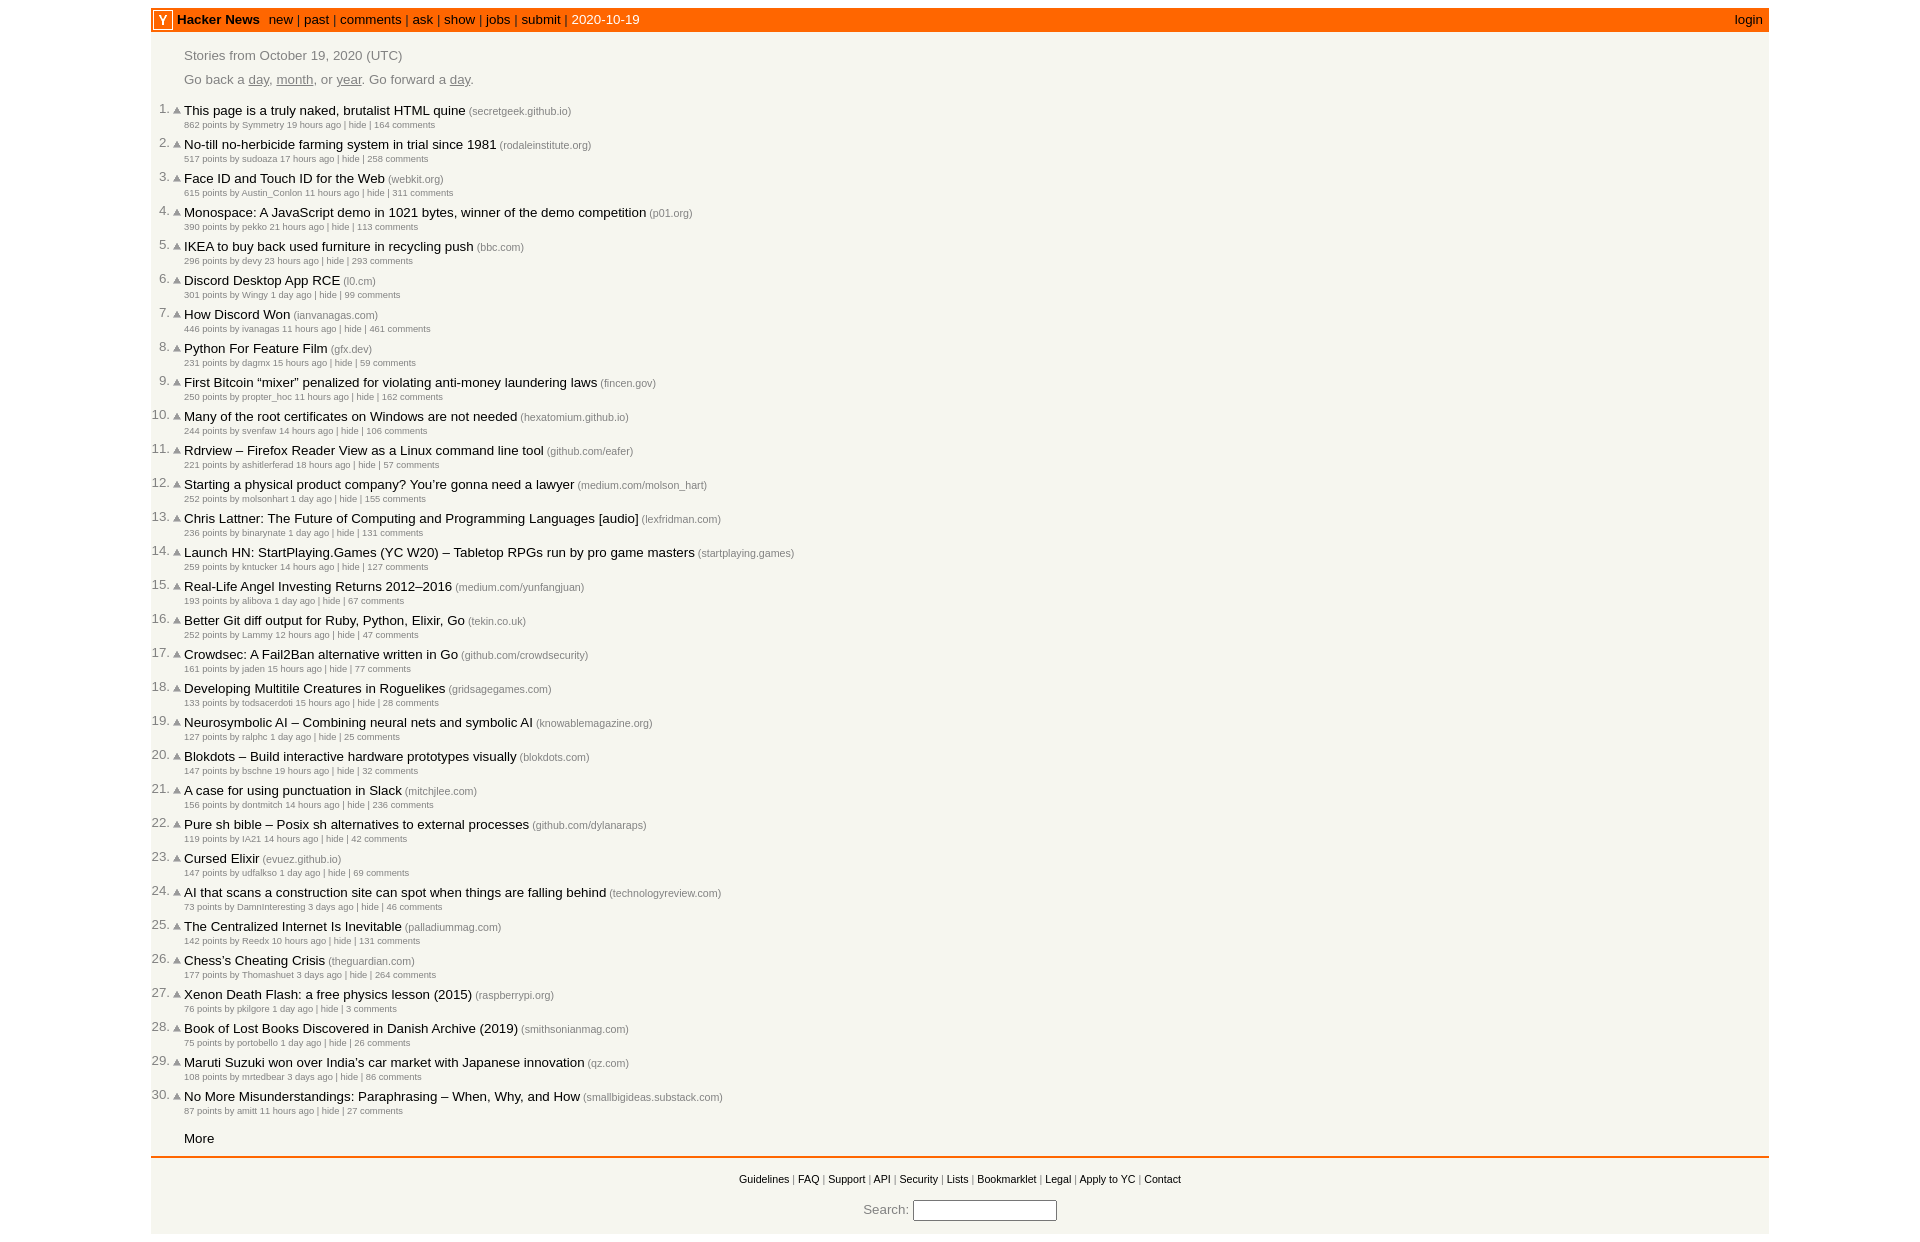 Y Hacker News new | past | comments | ask | show | jobs | submit | 2020-10-19 login
Stories from October 19, 2020 (UTC)
Go back a day, month, or year. Go forward a day.
1. This page is a truly naked, brutalist HTML quine (secretgeek.github.io)
862 points by Symmetry 19 hours ago | hide | 164 comments
2. No-till no-herbicide farming system in trial since 1981 (rodaleinstitute.org)
517 points by sudoaza 17 hours ago | hide | 258 comments
3. Face ID and Touch ID for the Web (webkit.org)
615 points by Austin_Conlon 11 hours ago | hide | 311 comments
4. Monospace: A JavaScript demo in 1021 bytes, winner of the demo competition (p01.org)
390 points by pekko 21 hours ago | hide | 113 comments
5. IKEA to buy back used furniture in recycling push (bbc.com)
296 points by devy 23 hours ago | hide | 293 comments
6. Discord Desktop App RCE (l0.cm)
301 points by Wingy 1 day ago | hide | 99 comments
7. How Discord Won (ianvanagas.com)
446 points by ivanagas 11 hours ago | hide | 461 comments
8. Python For Feature Film (gfx.dev)
231 points by dagmx 15 hours ago | hide | 59 comments
9. First Bitcoin “mixer” penalized for violating anti-money laundering laws (fincen.gov)
250 points by propter_hoc 11 hours ago | hide | 162 comments
10. Many of the root certificates on Windows are not needed (hexatomium.github.io)
244 points by svenfaw 14 hours ago | hide | 106 comments
11. Rdrview – Firefox Reader View as a Linux command line tool (github.com/eafer)
221 points by ashitlerferad 18 hours ago | hide | 57 comments
12. Starting a physical product company? You’re gonna need a lawyer (medium.com/molson_hart)
252 points by molsonhart 1 day ago | hide | 155 comments
13. Chris Lattner: The Future of Computing and Programming Languages [audio] (lexfridman.com)
236 points by binarynate 1 day ago | hide | 131 comments
14. Launch HN: StartPlaying.Games (YC W20) – Tabletop RPGs run by pro game masters (startplaying.games)
259 points by kntucker 14 hours ago | hide | 127 comments
15. Real-Life Angel Investing Returns 2012–2016 (medium.com/yunfangjuan)
193 points by alibova 1 day ago | hide | 67 comments
16. Better Git diff output for Ruby, Python, Elixir, Go (tekin.co.uk)
252 points by Lammy 12 hours ago | hide | 47 comments
17. Crowdsec: A Fail2Ban alternative written in Go (github.com/crowdsecurity)
161 points by jaden 15 hours ago | hide | 77 comments
18. Developing Multitile Creatures in Roguelikes (gridsagegames.com)
133 points by todsacerdoti 15 hours ago | hide | 28 comments
19. Neurosymbolic AI – Combining neural nets and symbolic AI (knowablemagazine.org)
127 points by ralphc 1 day ago | hide | 25 comments
20. Blokdots – Build interactive hardware prototypes visually (blokdots.com)
147 points by bschne 19 hours ago | hide | 32 comments
21. A case for using punctuation in Slack (mitchjlee.com)
156 points by dontmitch 14 hours ago | hide | 236 comments
22. Pure sh bible – Posix sh alternatives to external processes (github.com/dylanaraps)
119 points by IA21 14 hours ago | hide | 42 comments
23. Cursed Elixir (evuez.github.io)
147 points by udfalkso 1 day ago | hide | 69 comments
24. AI that scans a construction site can spot when things are falling behind (technologyreview.com)
73 points by DamnInteresting 3 days ago | hide | 46 comments
25. The Centralized Internet Is Inevitable (palladiummag.com)
142 points by Reedx 10 hours ago | hide | 131 comments
26. Chess’s Cheating Crisis (theguardian.com)
177 points by Thomashuet 3 days ago | hide | 264 comments
27. Xenon Death Flash: a free physics lesson (2015) (raspberrypi.org)
76 points by pkilgore 1 day ago | hide | 3 comments
28. Book of Lost Books Discovered in Danish Archive (2019) (smithsonianmag.com)
75 points by portobello 1 day ago | hide | 26 comments
29. Maruti Suzuki won over India’s car market with Japanese innovation (qz.com)
108 points by mrtedbear 3 days ago | hide | 86 comments
30. No More Misunderstandings: Paraphrasing – When, Why, and How (smallbigideas.substack.com)
87 points by amitt 11 hours ago | hide | 27 comments
More
Guidelines | FAQ | Support | API | Security | Lists | Bookmarklet | Legal | Apply to YC | Contact
Search: